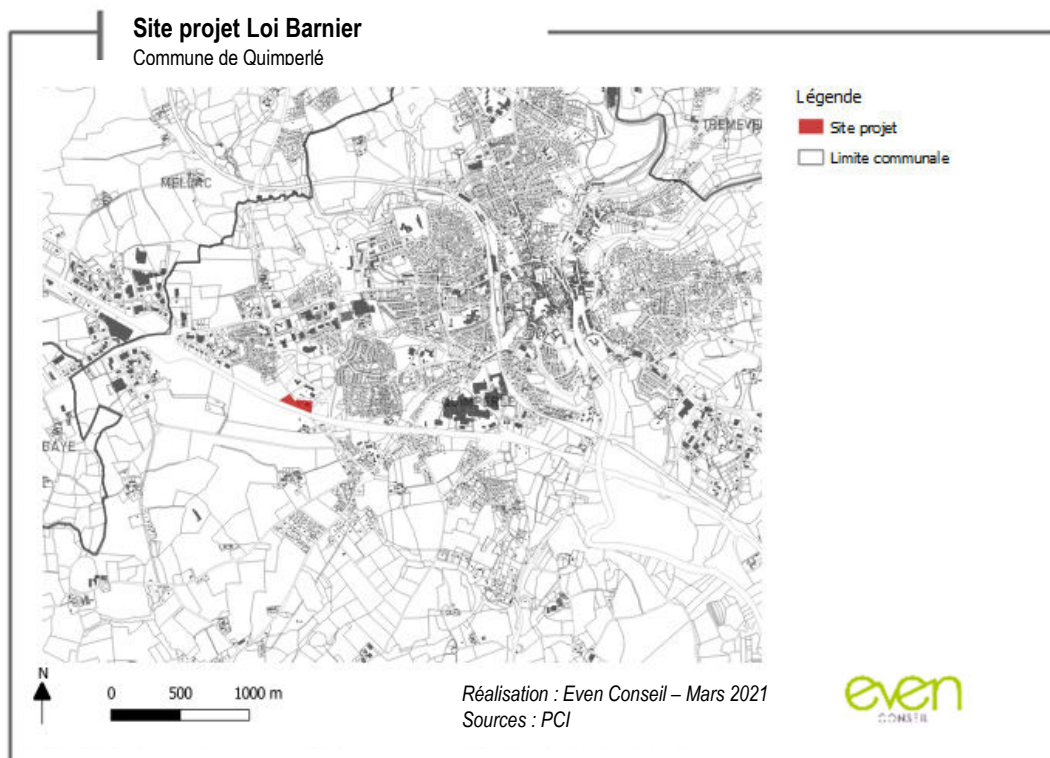 Site projet Loi Barnier
Commune de Quimperlé
Légende
Site projet
Limite communale
TREMEVE
MELLAC
BAYE
N
0 500 1000 m
Réalisation : Even Conseil – Mars 2021
Sources : PCI
even
CONSEIL